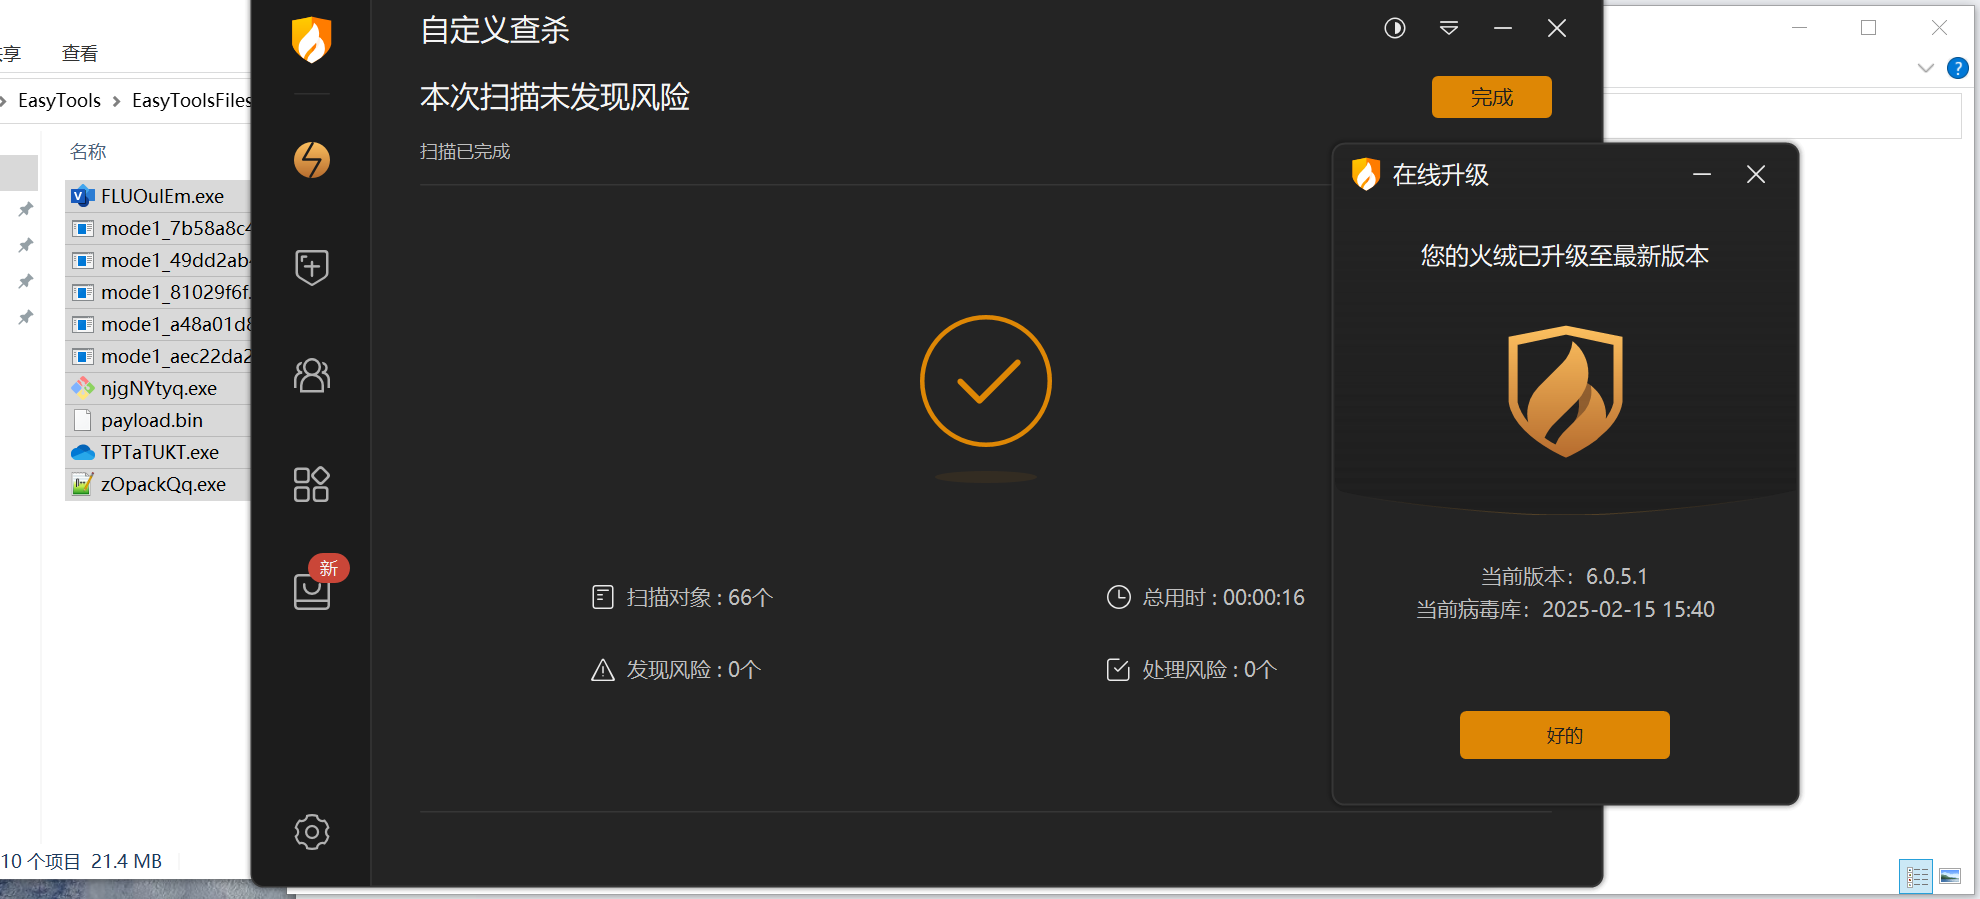 享
查看
EasyTools
EasyToolsFiles
名称
FLUOulEm.exe
mode1_7b58a8c4
mode1_49dd2ab
mode1_81029f6f.
mode1_a48a01d8
mode1_aec22da2
njgNYtyq.exe
payload.bin
TPTaTUKT.exe
zOpackQq.exe
10 个项目 21.4 MB
自定义查杀
本次扫描未发现风险
完成
扫描已完成
新
扫描对象 : 66个
总用时 : 00:00:16
发现风险 : 0个
处理风险 : 0个
在线升级
您的火绒已升级至最新版本
当前版本：6.0.5.1
当前病毒库：2025-02-15 15:40
好的